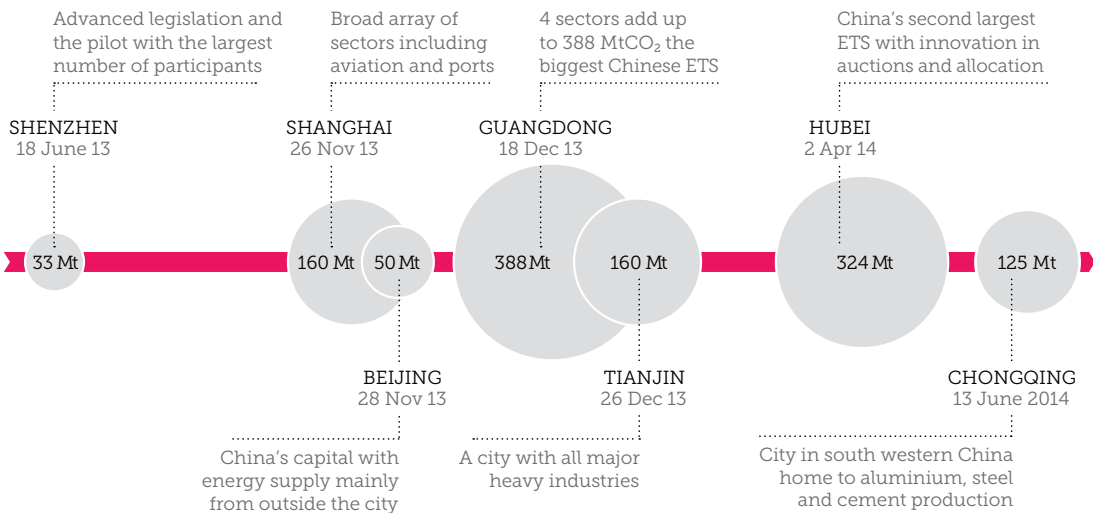 Advanced legislation and
the pilot with the largest
number of participants
Broad array of
sectors including
aviation and ports
4 sectors add up
to 388 MtCO₂ the
biggest Chinese ETS
China’s second largest
ETS with innovation in
auctions and allocation
SHENZHEN
18 June 13
SHANGHAI
26 Nov 13
GUANGDONG
18 Dec 13
HUBEI
2 Apr 14
33 Mt
160 Mt
50 Mt
388 Mt
160 Mt
324 Mt
125 Mt
BEIJING
28 Nov 13
TIANJIN
26 Dec 13
CHONGQING
13 June 2014
China’s capital with
energy supply mainly
from outside the city
A city with all major
heavy industries
City in south western China
home to aluminium, steel
and cement production